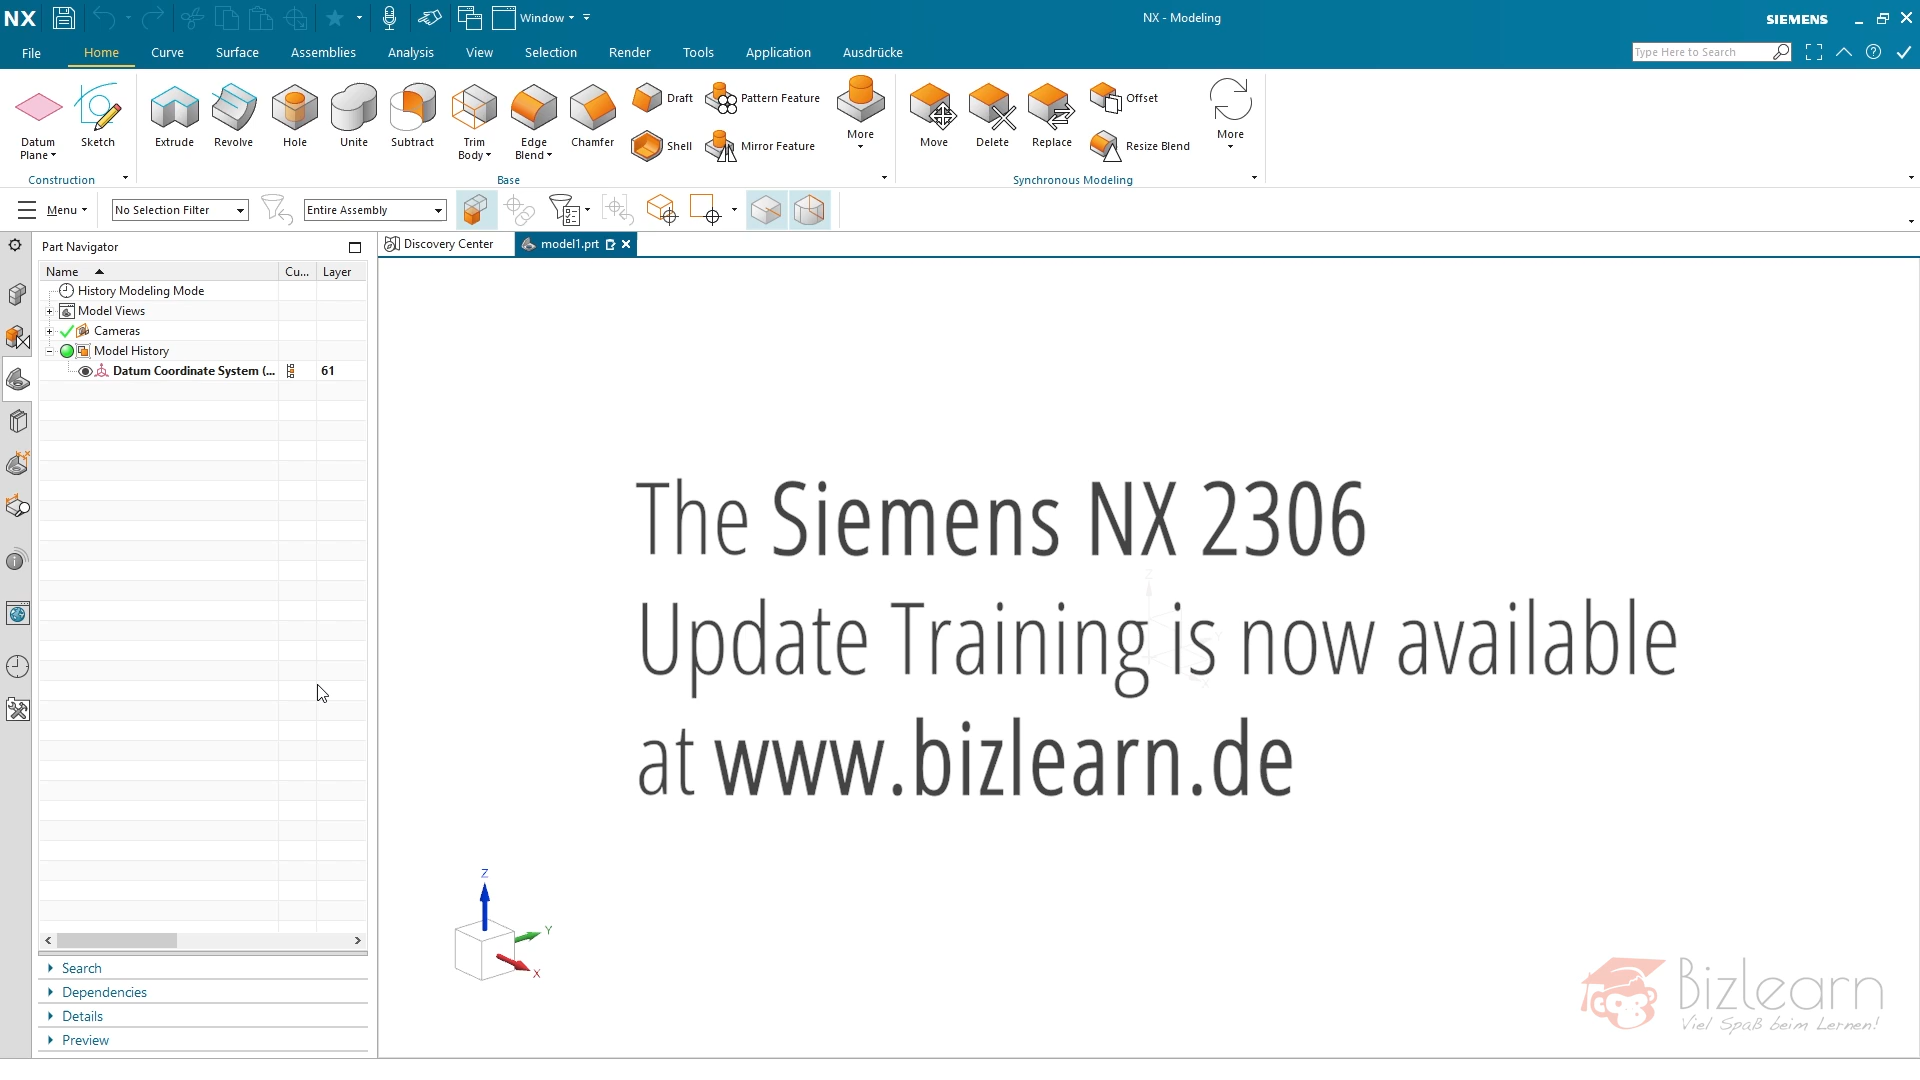 NX
Window
NX - Modeling
SIEMENS
File
Home
Curve
Surface
Assemblies
Analysis
View
Selection
Render
Tools
Application
Ausdrücke
Type Here to Search
Datum
Plane
Sketch
Extrude
Revolve
Hole
Unite
Subtract
Trim
Body
Edge
Blend
Chamfer
Draft
Shell
Pattern Feature
Mirror Feature
More
Move
Delete
Replace
Offset
Resize Blend
More
Construction
Base
Synchronous Modeling
Menu
No Selection Filter
Entire Assembly
Part Navigator
Discovery Center
model1.prt
Name
Cu...
Layer
History Modeling Mode
Model Views
Cameras
Model History
Datum Coordinate System (...
61
The Siemens NX 2306
Update Training is now available
at www.bizlearn.de
Z
Y
X
Search
Dependencies
Details
Preview
Bizlearn
Viel Spaß beim Lernen!